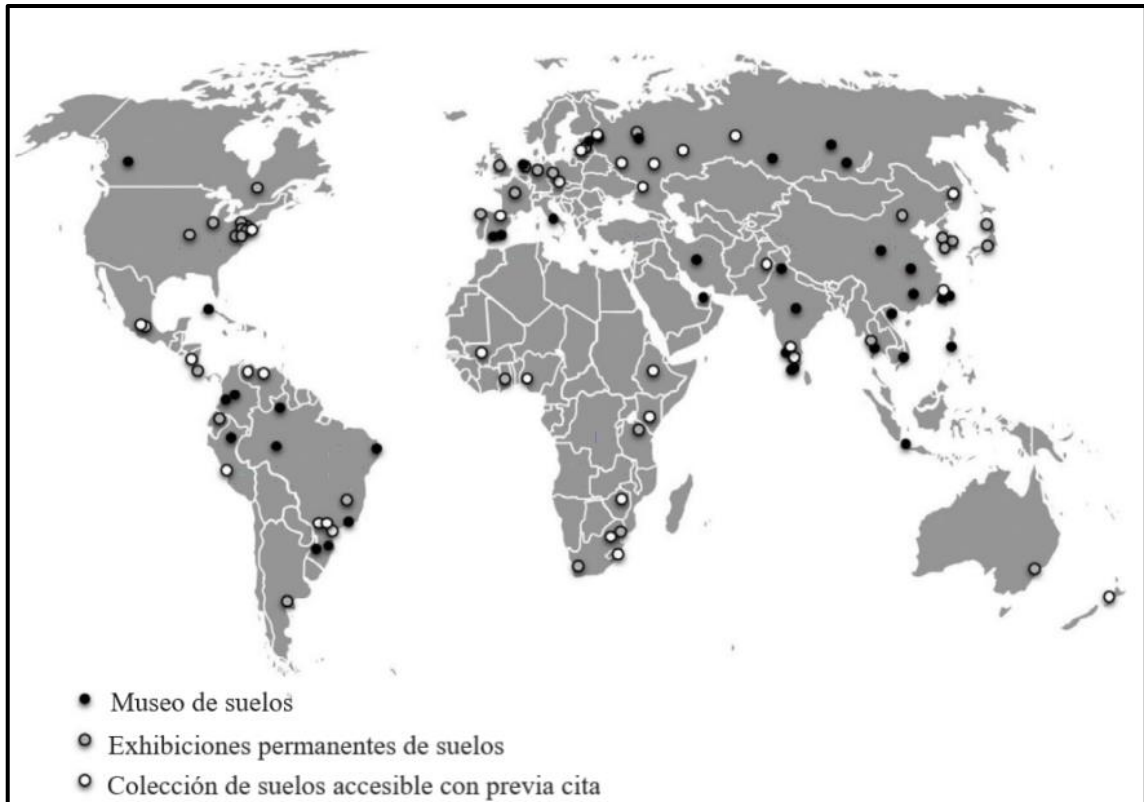 Museo de suelos
Exhibiciones permanentes de suelos
Colección de suelos accesible con previa cita